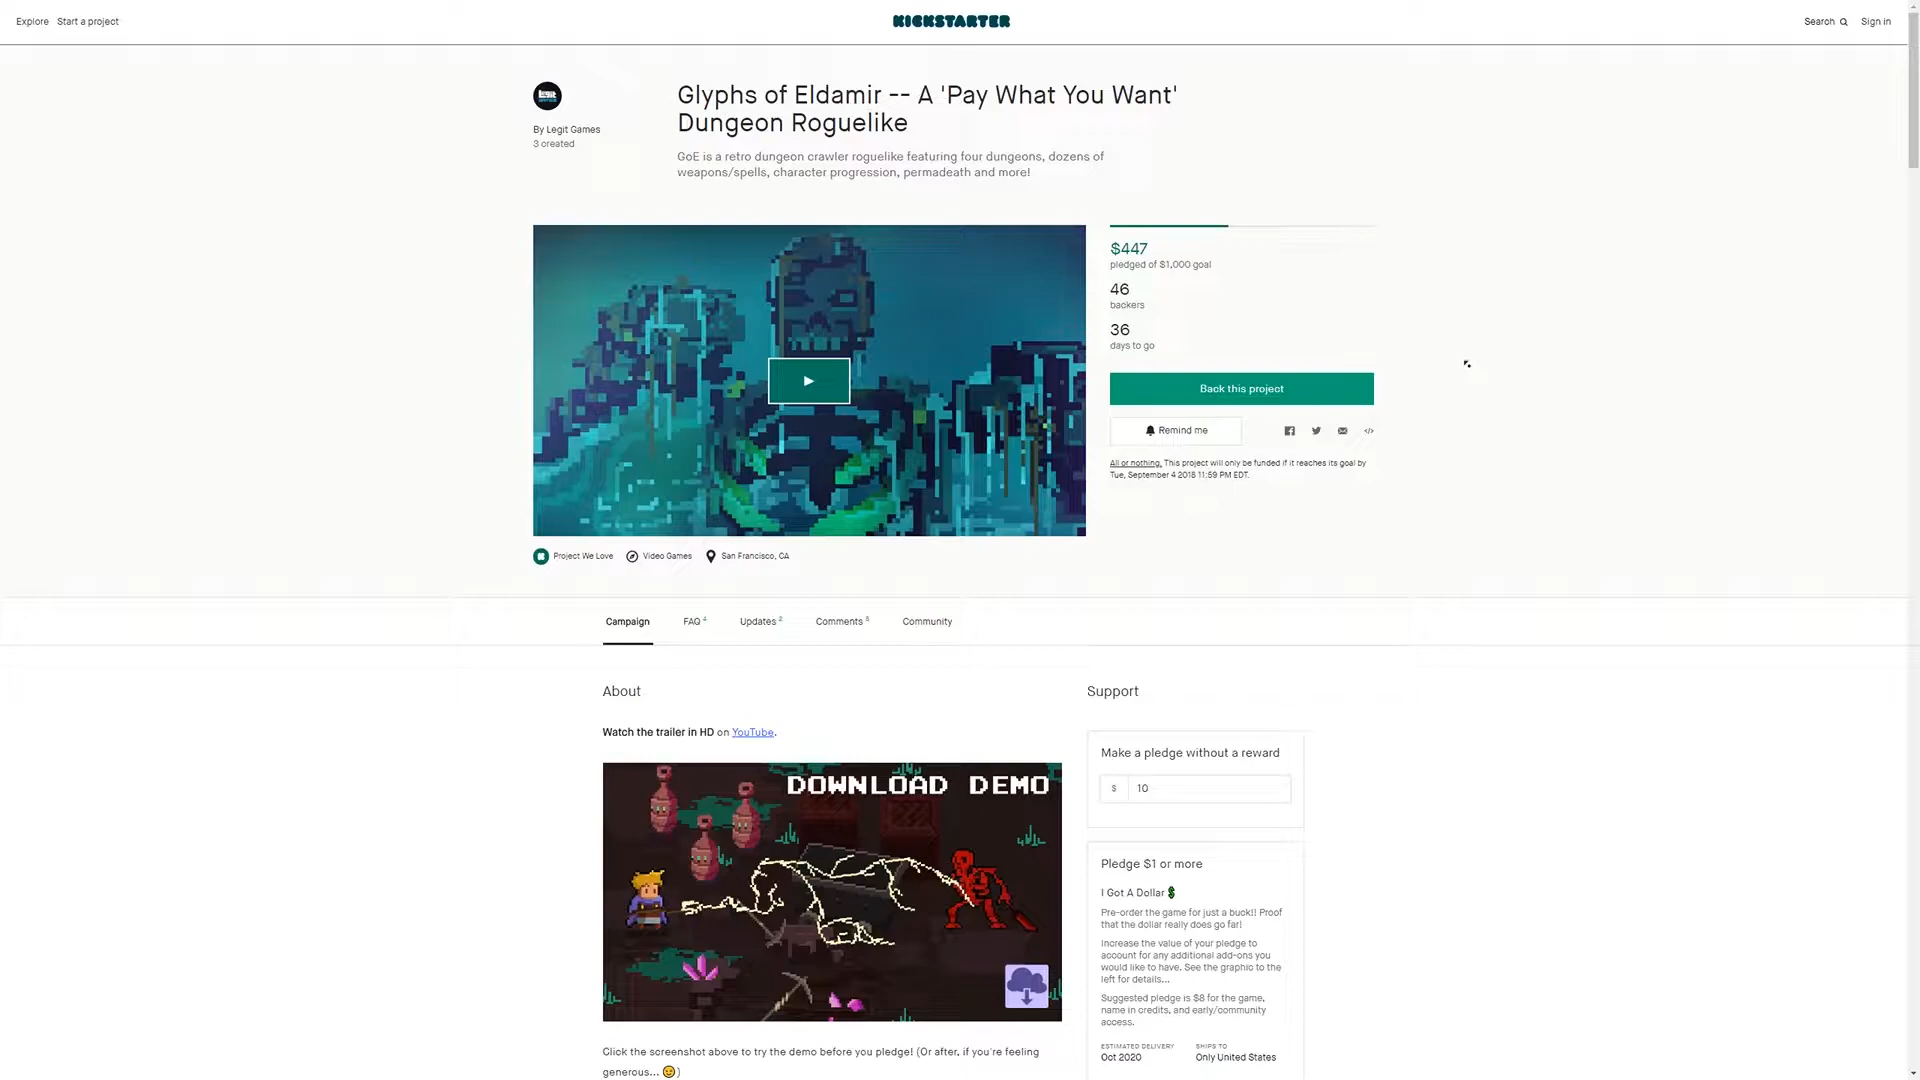 Explore Start a project
KICKSTARTER
Search Sign in
Glyphs of Eldamir -- A 'Pay What You Want'
Dungeon Roguelike
By Legit Games
3 created
GoE is a retro dungeon crawler roguelike featuring four dungeons, dozens of
weapons/spells, character progression, permadeath and more!
$447
pledged of $1,000 goal
46
backers
36
days to go
Back this project
Remind me
All or nothing. This project will only be funded if it reaches its goal by
Tue, September 4 2018 11:59 PM EDT.
Project We Love Video Games San Francisco, CA
Campaign FAQ 4 Updates 2 Comments 8 Community
About
Watch the trailer in HD on YouTube.
DOWNLOAD DEMO
Click the screenshot above to try the demo before you pledge! (Or after, if you're feeling
generous... 😉)
Support
Make a pledge without a reward
$ 10
Pledge $1 or more
I Got A Dollar 💲
Pre-order the game for just a buck!! Proof
that the dollar really does go far!
Increase the value of your pledge to
account for any additional add-ons you
would like to have. See the graphic to the
left for details...
Suggested pledge is $8 for the game,
name in credits, and early/community
access.
ESTIMATED DELIVERY SHIPS TO
Oct 2020 Only United States